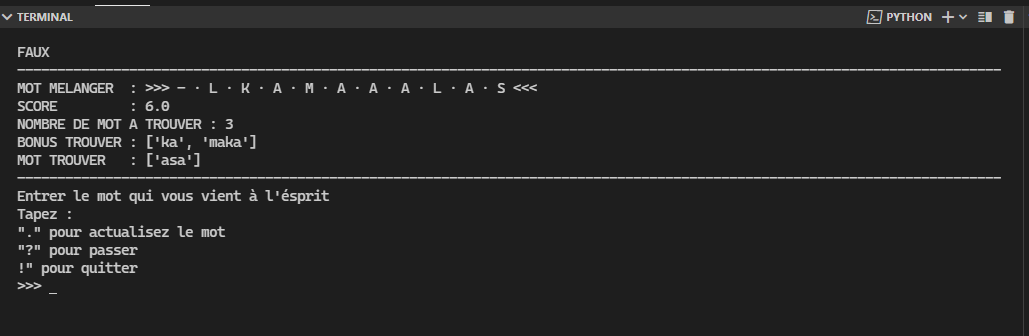 TERMINAL PYTHON
FAUX
------------------------------------------------------------
MOT MELANGER : >>> - · L · K · A · M · A · A · A · L · A · S <<<
SCORE : 6.0
NOMBRE DE MOT A TROUVER : 3
BONUS TROUVER : ['ka', 'maka']
MOT TROUVER : ['asa']
------------------------------------------------------------
Entrer le mot qui vous vient à l'ésprit
Tapez :
"." pour actualisez le mot
"?" pour passer
!" pour quitter
>>> _